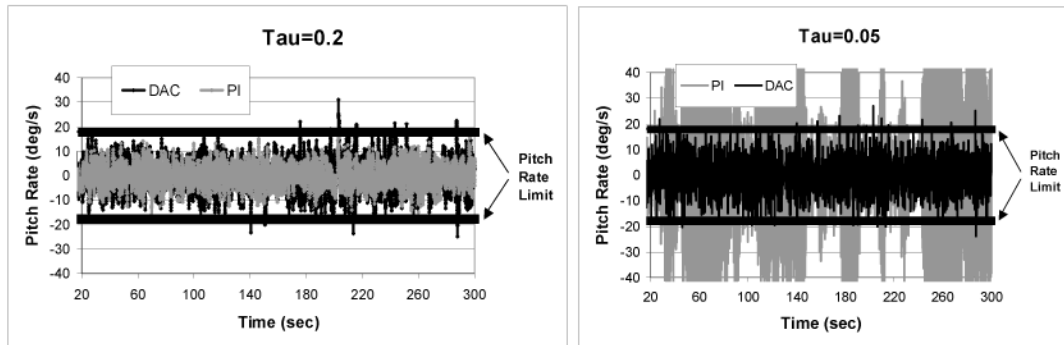 Tau=0.2
DAC PI
Pitch Rate (deg/s)
40
30
20
10
0
-10
-20
-30
-40
20 60 100 140 180 220 260 300
Time (sec)
Pitch
Rate
Limit
Tau=0.05
PI DAC
Pitch Rate (deg/s)
40
30
20
10
0
-10
-20
-30
-40
20 60 100 140 180 220 260 300
Time (sec)
Pitch
Rate
Limit